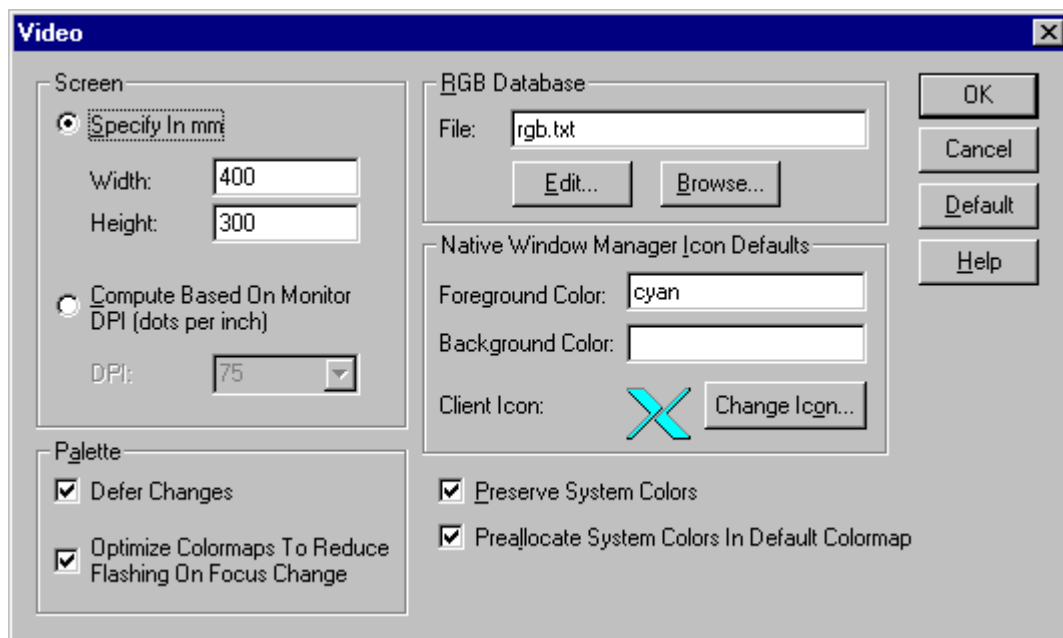 Video
Screen
Specify In mm
Width: 400
Height: 300
Compute Based On Monitor
DPI (dots per inch)
DPI: 75
Palette
Defer Changes
Optimize Colormaps To Reduce
Flashing On Focus Change
RGB Database
File: rgb.txt
Edit... Browse...
Native Window Manager Icon Defaults
Foreground Color: cyan
Background Color:
Client Icon: Change Icon...
Preserve System Colors
Preallocate System Colors In Default Colormap
OK
Cancel
Default
Help